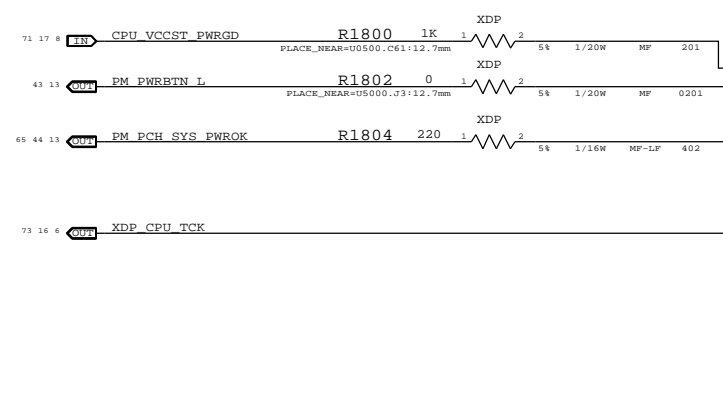 XDP
71 17 8 IN CPU_VCCST_PWRGD R1800 1K 1 2
PLACE_NEAR=U0500.C61:12.7mm 5% 1/20W MF 201
XDP
43 13 OUT PM_PWRBTN_L R1802 0 1 2
PLACE_NEAR=U5000.J3:12.7mm 5% 1/20W MF 0201
XDP
65 44 13 OUT PM_PCH_SYS_PWROK R1804 220 1 2
5% 1/16W MF-LF 402
73 16 6 OUT XDP_CPU_TCK